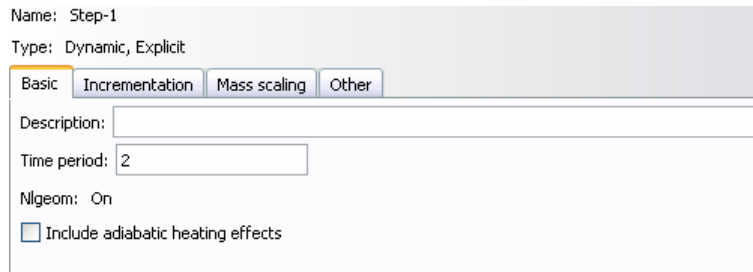 Name: Step-1
Type: Dynamic, Explicit
Basic Incrementation Mass scaling Other
Description:
Time period: 2
Nlgeom: On
Include adiabatic heating effects